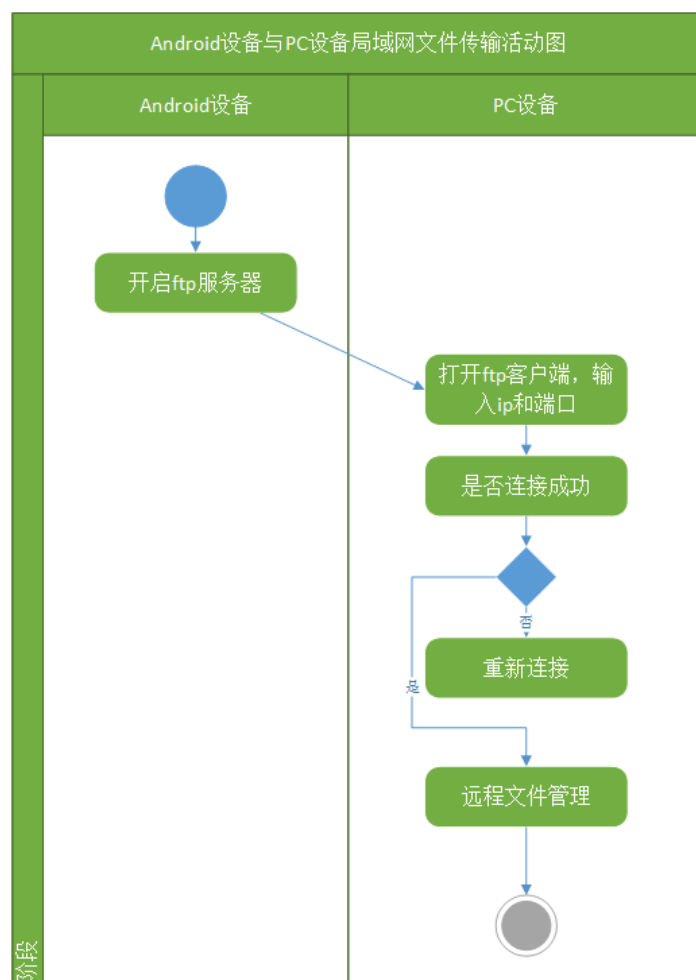 Android设备与PC设备局域网文件传输活动图
Android设备
PC设备
开启ftp服务器
打开ftp客户端，输
入ip和端口
是否连接成功
否
重新连接
是
远程文件管理
阶段